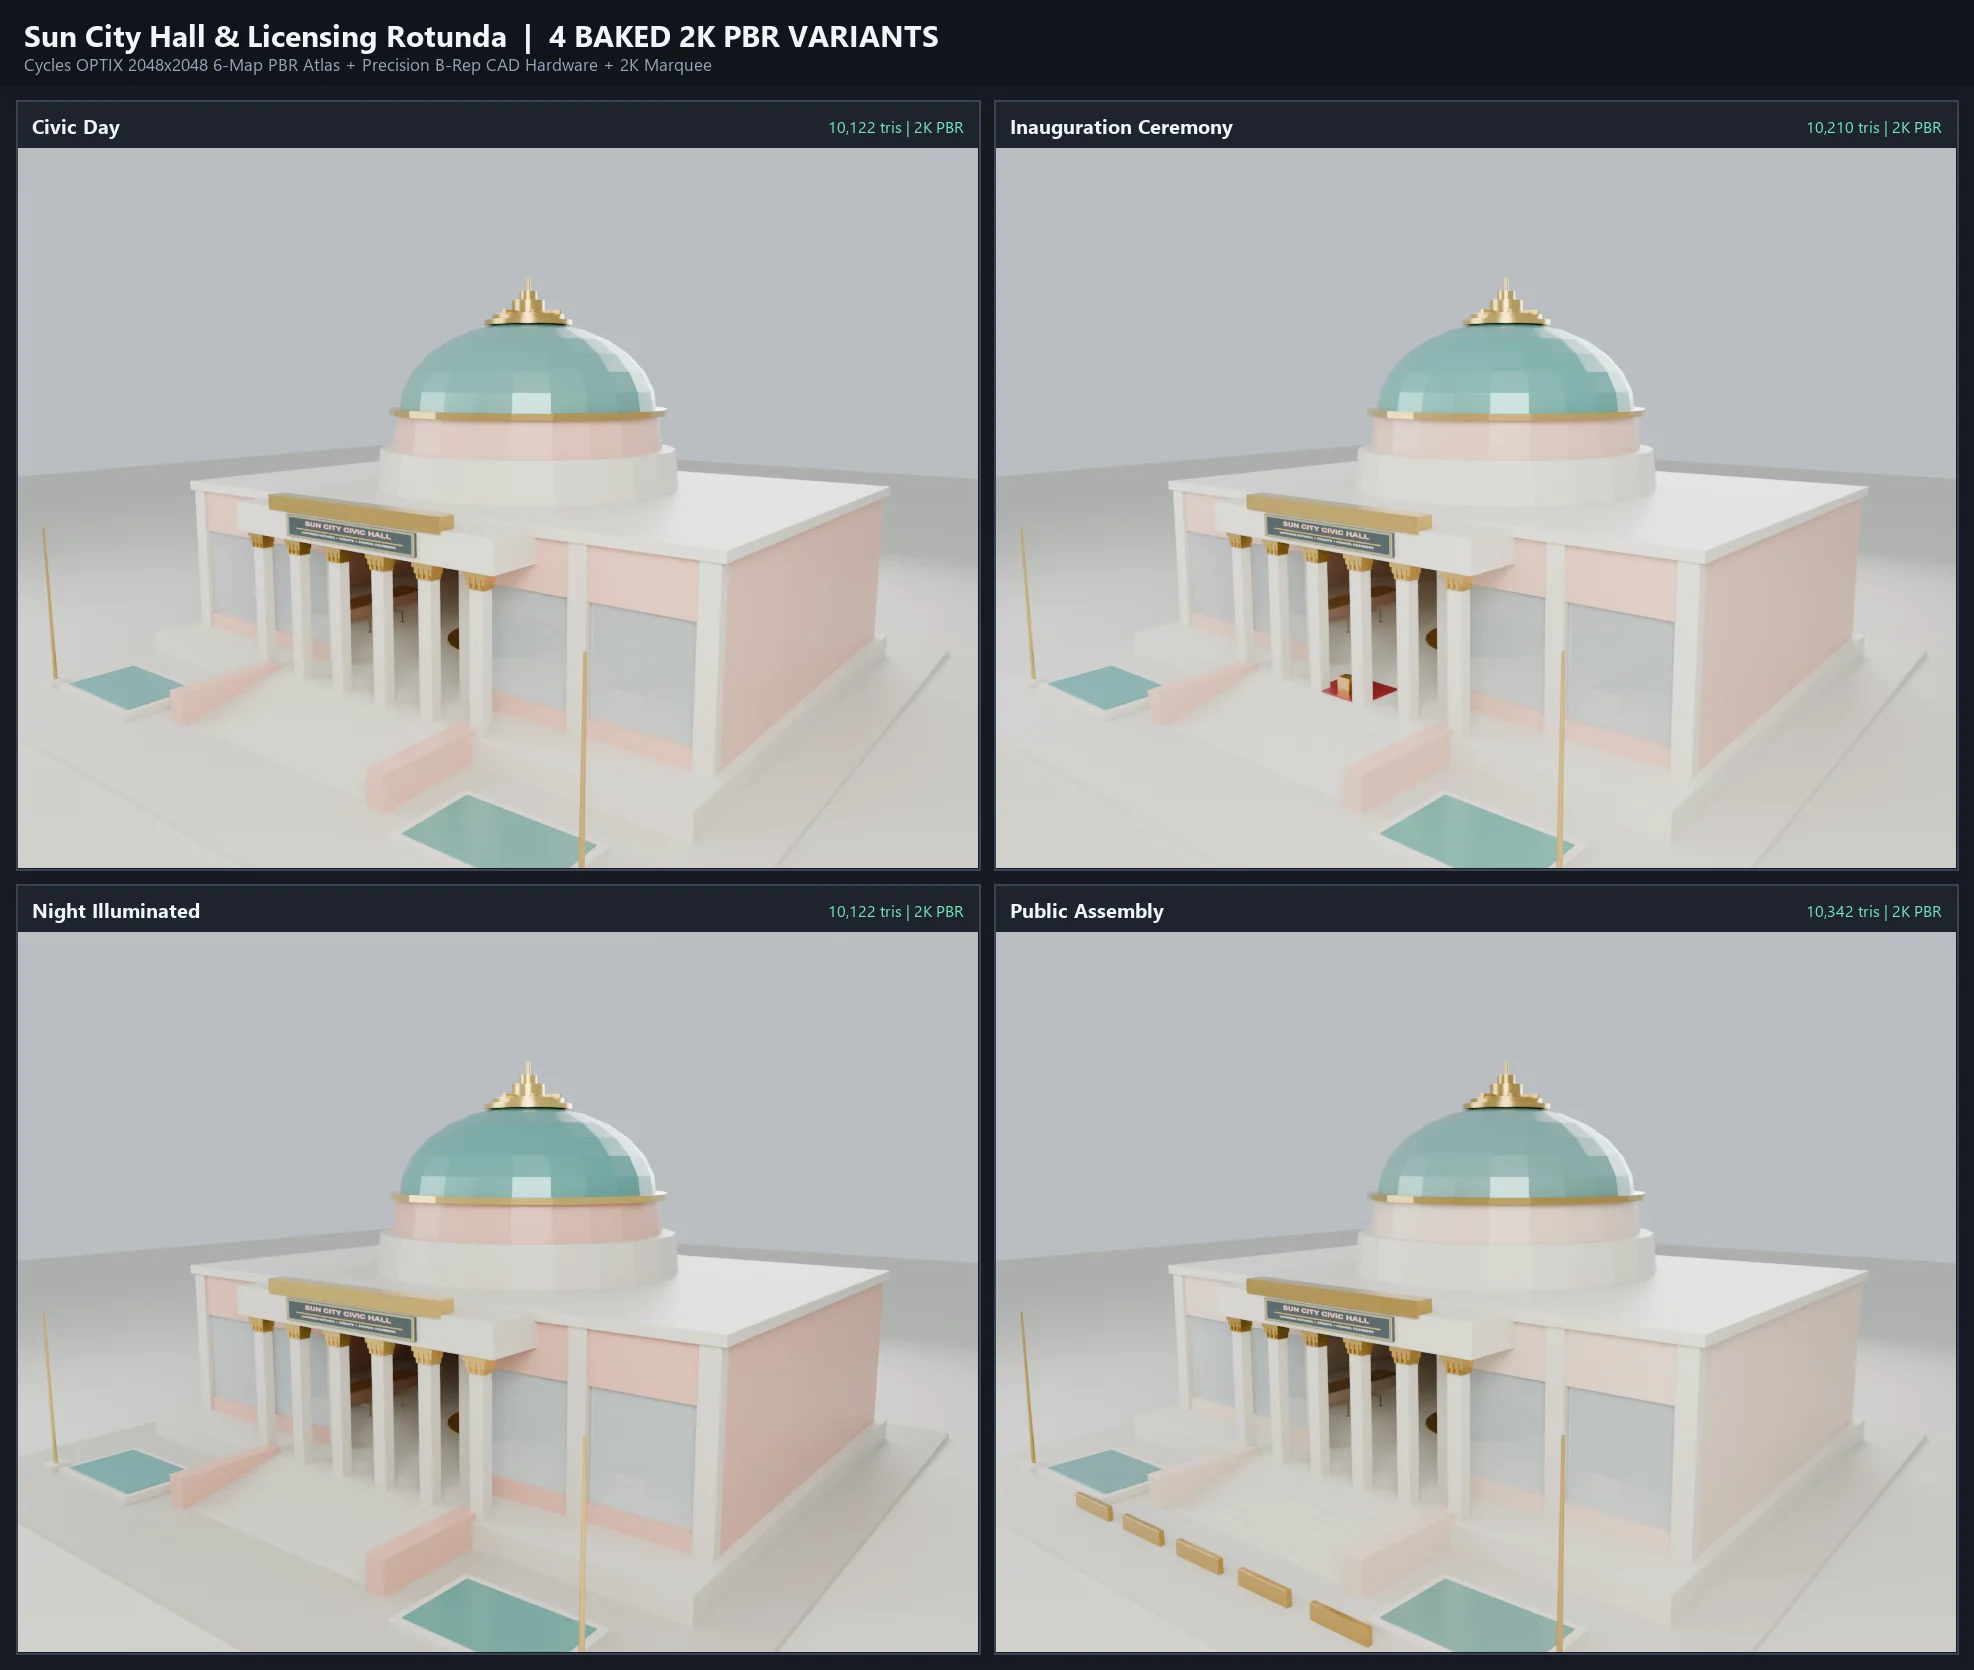 Sun City Hall & Licensing Rotunda | 4 BAKED 2K PBR VARIANTS
Cycles OPTIX 2048x2048 6-Map PBR Atlas + Precision B-Rep CAD Hardware + 2K Marquee
Civic Day
10,122 tris | 2K PBR
SUN CITY CIVIC HALL
Inauguration Ceremony
10,210 tris | 2K PBR
SUN CITY CIVIC HALL
Night Illuminated
10,122 tris | 2K PBR
SUN CITY CIVIC HALL
Public Assembly
10,342 tris | 2K PBR
SUN CITY CIVIC HALL